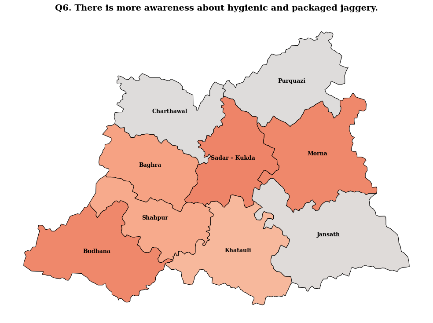 Q6. There is more awareness about hygienic and packaged jaggery.
Purquazi
Charthawal
Morna
Sadar - Kukda
Baghra
Shahpur
Jansath
Khatauli
Budhana